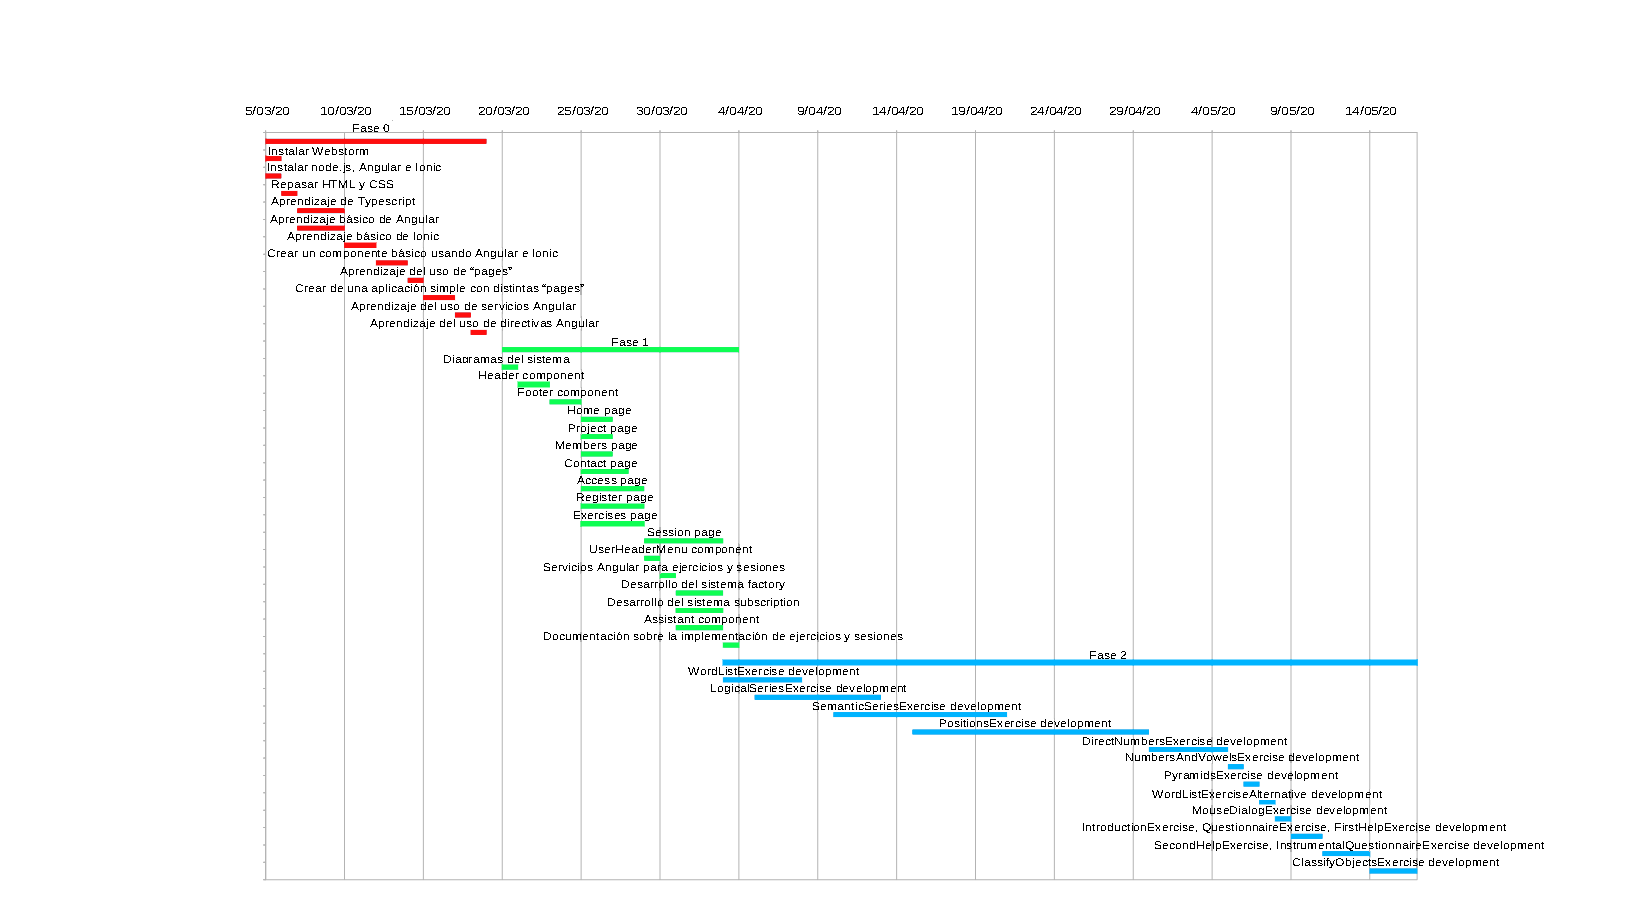 5/03/20 10/03/20 15/03/20 20/03/20 25/03/20 30/03/20 4/04/20 9/04/20 14/04/20 19/04/20 24/04/20 29/04/20 4/05/20 9/05/20 14/05/20
Fase 0
Instalar Webstorm
Instalar node.js, Angular e Ionic
Repasar HTML y CSS
Aprendizaje de Typescript
Aprendizaje básico de Angular
Aprendizaje básico de Ionic
Crear un componente básico usando Angular e Ionic
Aprendizaje del uso de “pages”
Crear de una aplicación simple con distintas “pages”
Aprendizaje del uso de servicios Angular
Aprendizaje del uso de directivas Angular
Fase 1
Diagramas del sistema
Header component
Footer component
Home page
Project page
Members page
Contact page
Access page
Register page
Exercises page
Session page
UserHeaderMenu component
Servicios Angular para ejercicios y sesiones
Desarrollo del sistema factory
Desarrollo del sistema subscription
Assistant component
Documentación sobre la implementación de ejercicios y sesiones
Fase 2
WordListExercise development
LogicalSeriesExercise development
SemanticSeriesExercise development
PositionsExercise development
DirectNumbersExercise development
NumbersAndVowelsExercise development
PyramidsExercise development
WordListExerciseAlternative development
MouseDialogExercise development
IntroductionExercise, QuestionnaireExercise, FirstHelpExercise development
SecondHelpExercise, InstrumentalQuestionnaireExercise development
ClassifyObjectsExercise development